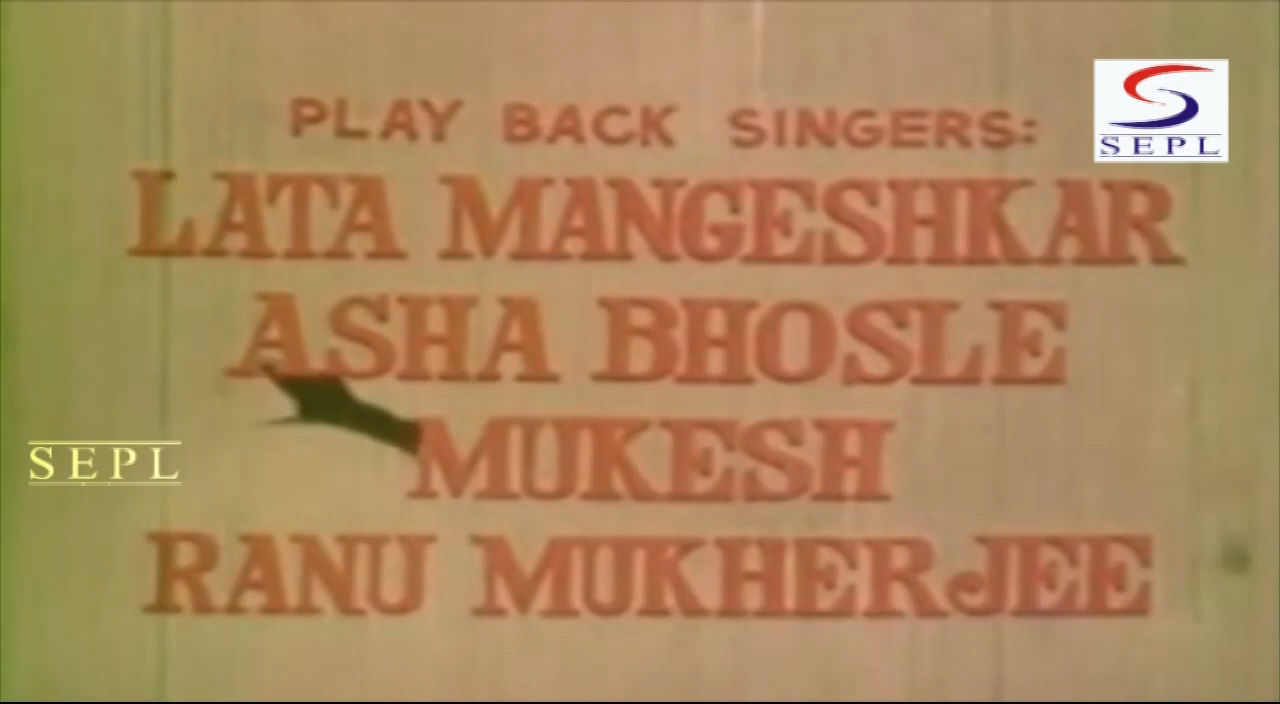 PLAY BACK SINGERS:
SEPL
LATA MANGESHKAR
ASHA BHOSLE
MUKESH
SEPL
RANU MUKHERJEE